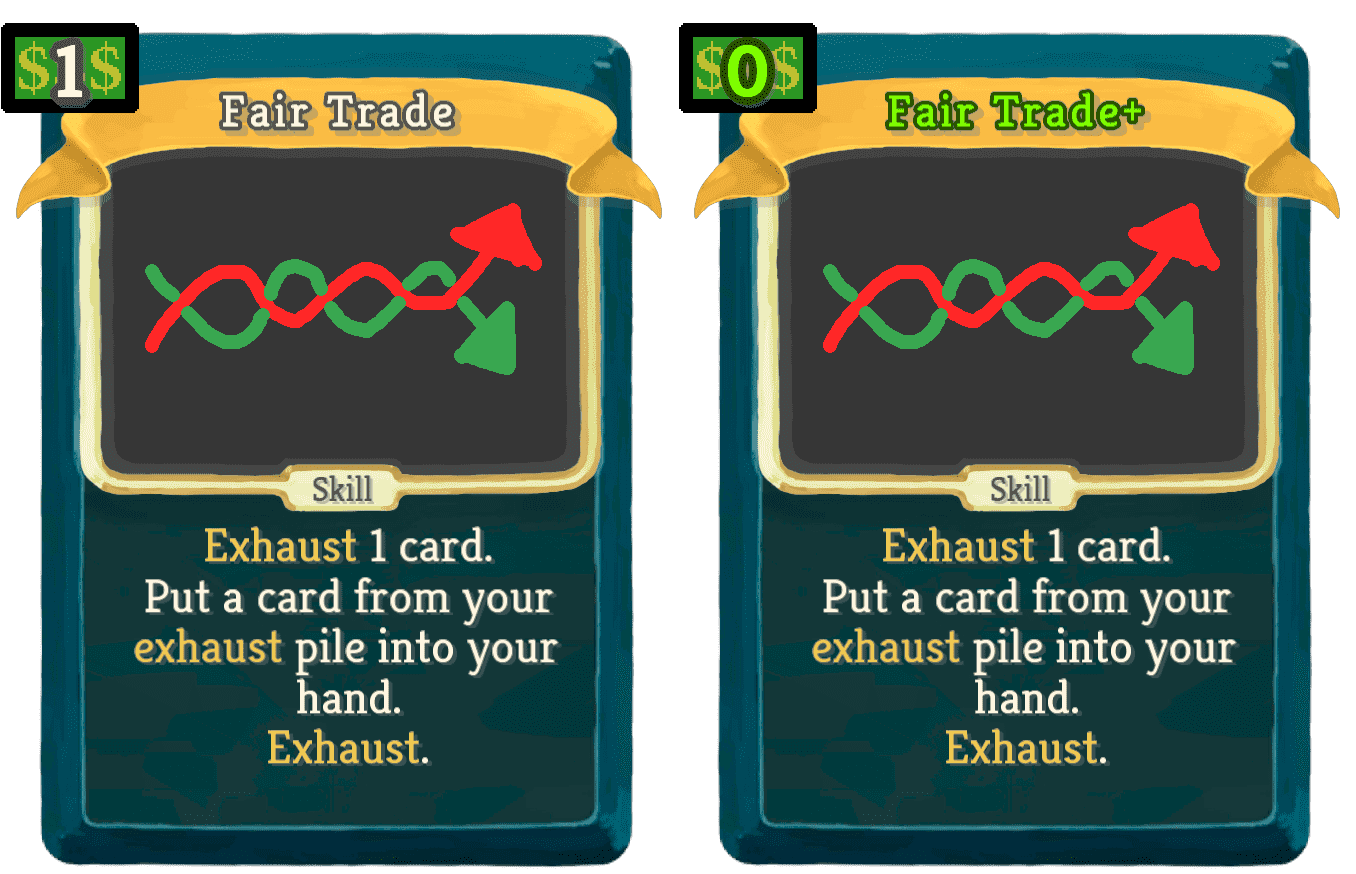 $1$
Fair Trade
Skill
Exhaust 1 card.
Put a card from your
exhaust pile into your
hand.
Exhaust.
$0$
Fair Trade+
Skill
Exhaust 1 card.
Put a card from your
exhaust pile into your
hand.
Exhaust.